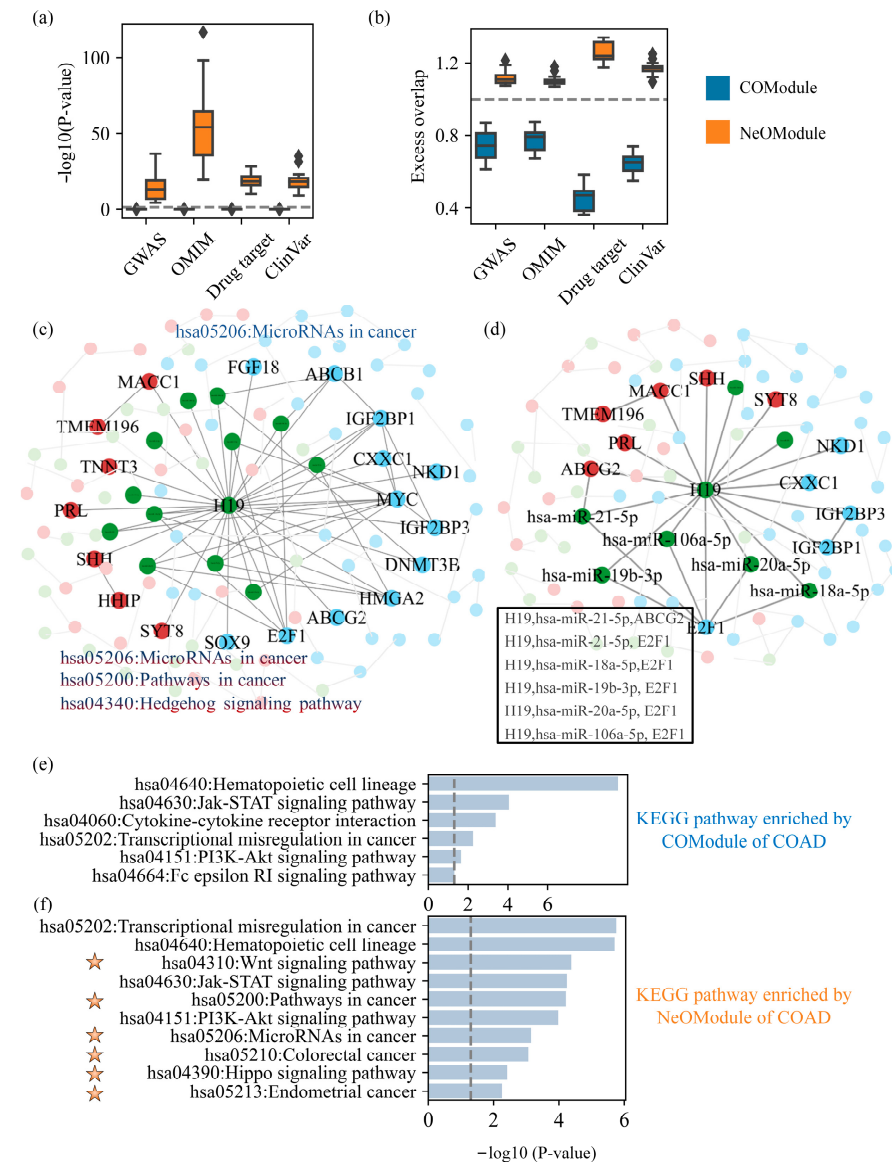 (a)
−log10(P-value)
100
50
0
GWAS
OMIM
Drug target
ClinVar
(b)
Excess overlap
1.2
0.8
0.4
GWAS
OMIM
Drug target
ClinVar
COModule
NeOModule
(c)
hsa05206:MicroRNAs in cancer
FGF18
ABCB1
MACC1
IGF2BP1
TMEM196
CXXC1
TNNT3
NKD1
MYC
H19
PRL
IGF2BP3
SHH
DNMT3B
HHIP
HMGA2
ABCG2
SYT8
SOX9
E2F1
hsa05206:MicroRNAs in cancer
hsa05200:Pathways in cancer
hsa04340:Hedgehog signaling pathway
(d)
SHH
MACC1
SYT8
TMEM196
PRL
NKD1
ABCG2
CXXC1
H19
hsa-miR-21-5p
IGF2BP3
hsa-miR-106a-5p
IGF2BP1
hsa-miR-20a-5p
hsa-miR-19b-3p
hsa-miR-18a-5p
E2F1
H19,hsa-miR-21-5p,ABCG2
H19,hsa-miR-21-5p, E2F1
H19,hsa-miR-18a-5p,E2F1
H19,hsa-miR-19b-3p, E2F1
H19,hsa-miR-20a-5p, E2F1
H19,hsa-miR-106a-5p, E2F1
(e)
hsa04640:Hematopoietic cell lineage
hsa04630:Jak-STAT signaling pathway
hsa04060:Cytokine-cytokine receptor interaction
hsa05202:Transcriptional misregulation in cancer
hsa04151:PI3K-Akt signaling pathway
hsa04664:Fc epsilon RI signaling pathway
0 2 4 6
KEGG pathway enriched by
COModule of COAD
(f)
hsa05202:Transcriptional misregulation in cancer
hsa04640:Hematopoietic cell lineage
hsa04310:Wnt signaling pathway
hsa04630:Jak-STAT signaling pathway
hsa05200:Pathways in cancer
hsa04151:PI3K-Akt signaling pathway
hsa05206:MicroRNAs in cancer
hsa05210:Colorectal cancer
hsa04390:Hippo signaling pathway
hsa05213:Endometrial cancer
0 2 4 6
−log10 (P-value)
KEGG pathway enriched by
NeOModule of COAD